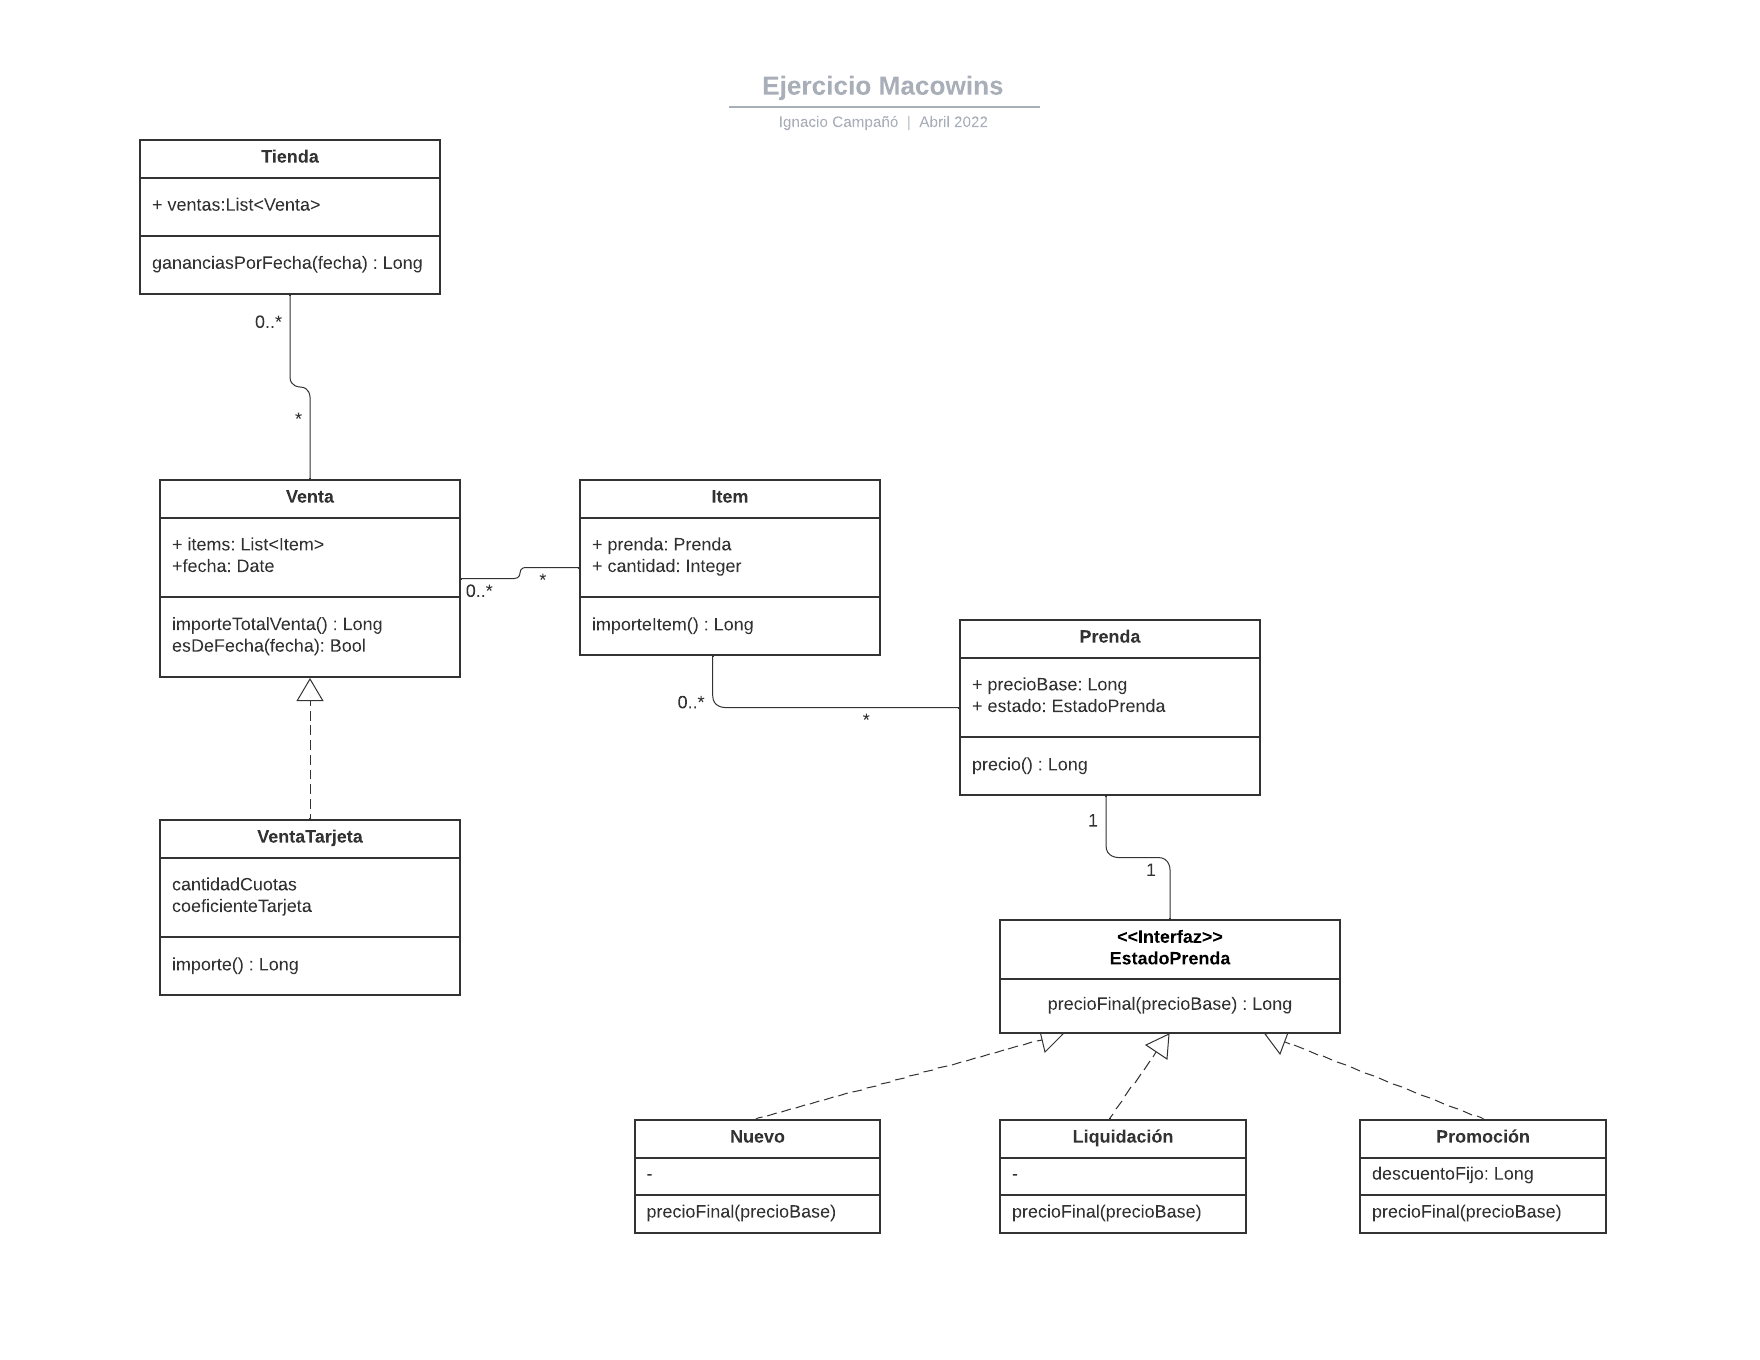 Ejercicio Macowins
Ignacio Campañó | Abril 2022
Tienda
+ ventas:List<Venta>
gananciasPorFecha(fecha) : Long
0..*
*
Venta
+ items: List<Item>
+fecha: Date
importeTotalVenta() : Long
esDeFecha(fecha): Bool
0..*
*
Item
+ prenda: Prenda
+ cantidad: Integer
importeItem() : Long
0..*
*
Prenda
+ precioBase: Long
+ estado: EstadoPrenda
precio() : Long
1
1
VentaTarjeta
cantidadCuotas
coeficienteTarjeta
importe() : Long
<<Interfaz>>
EstadoPrenda
precioFinal(precioBase) : Long
Nuevo
-
precioFinal(precioBase)
Liquidación
-
precioFinal(precioBase)
Promoción
descuentoFijo: Long
precioFinal(precioBase)